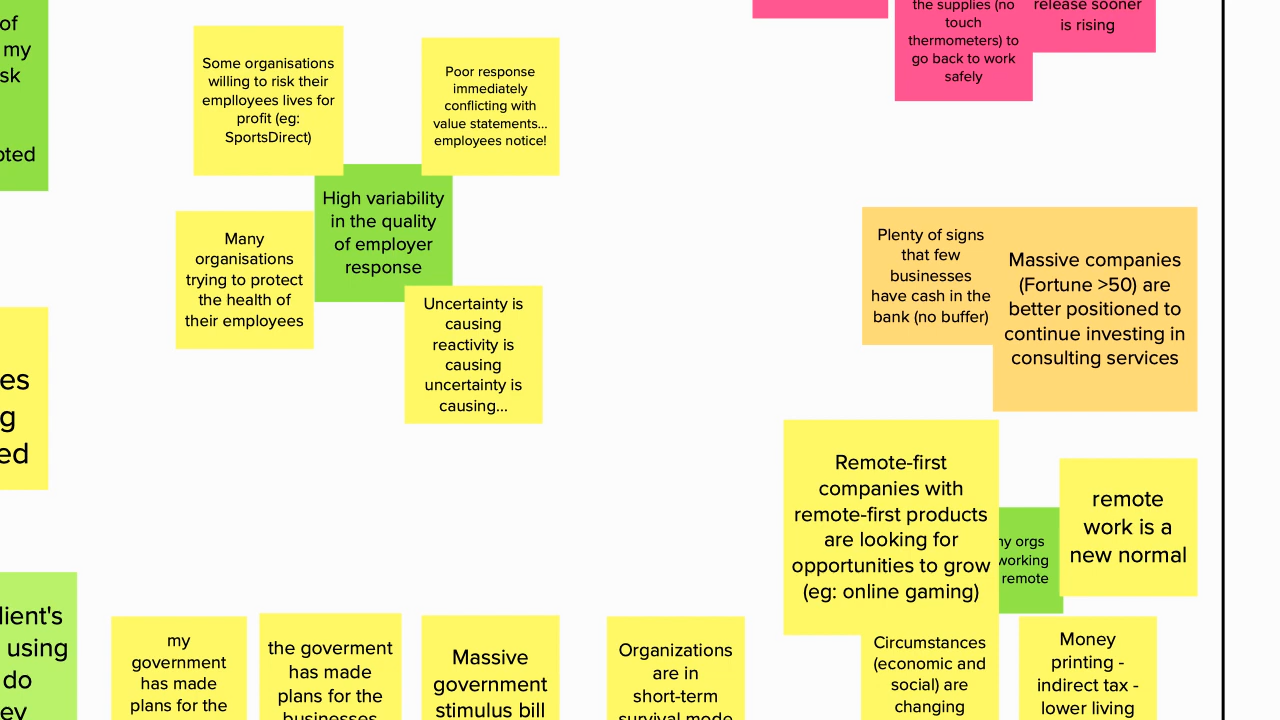 of
my
sk
pted
Some organisations
willing to risk their
emplloyees lives for
profit (eg:
SportsDirect)
Poor response
immediately
conflicting with
value statements...
employees notice!
High variability
in the quality
of employer
response
Many
organisations
trying to protect
the health of
their employees
Uncertainty is
causing
reactivity is
causing
uncertainty is
causing...
the supplies (no
touch
thermometers) to
go back to work
safely
release sooner
is rising
Plenty of signs
that few
businesses
have cash in the
bank (no buffer)
Massive companies
(Fortune >50) are
better positioned to
continue investing in
consulting services
es
g
ed
Remote-first
companies with
remote-first products
are looking for
opportunities to grow
(eg: online gaming)
ny orgs
working
remote
remote
work is a
new normal
lient's
using
do
ey
my
government
has made
plans for the
the goverment
has made
plans for the
businesses
Massive
government
stimulus bill
Organizations
are in
short-term
survival mode
Circumstances
(economic and
social) are
changing
Money
printing -
indirect tax -
lower living